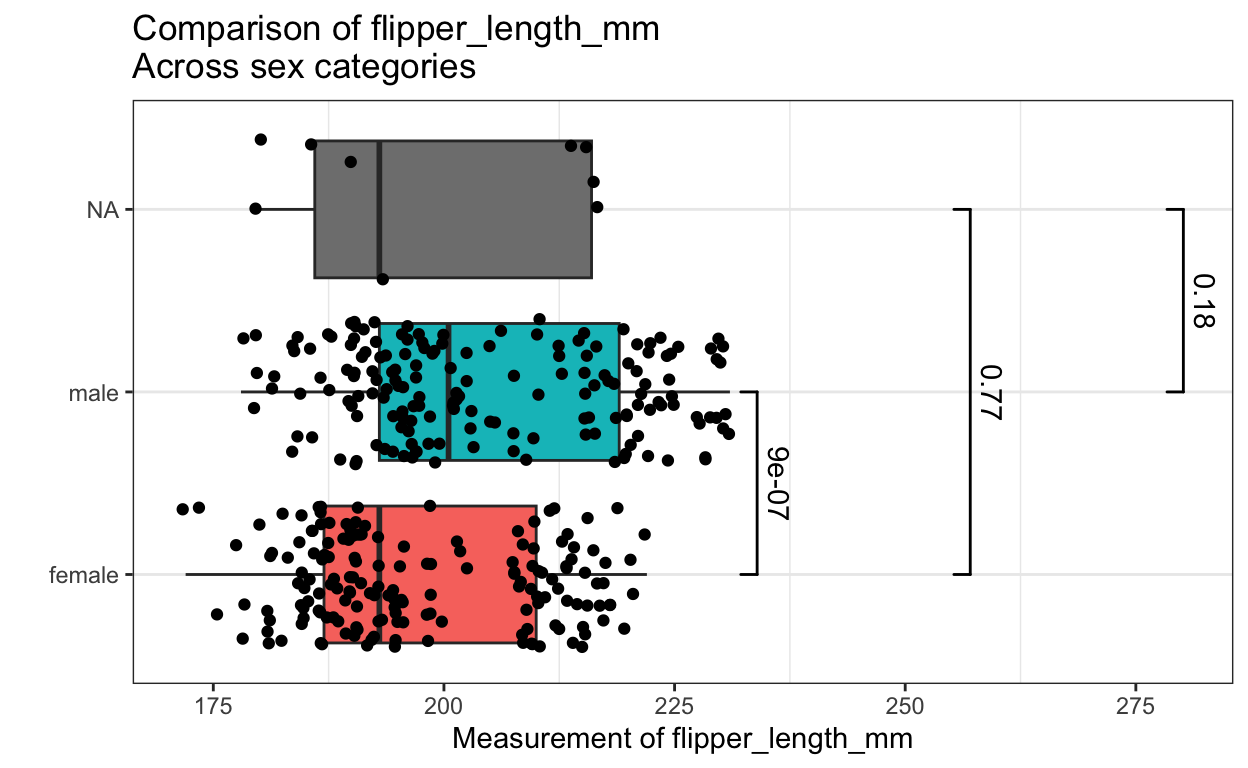 Comparison of flipper_length_mm
Across sex categories
NA
male
female
0.18
0.77
9e-07
175 200 225 250 275
Measurement of flipper_length_mm